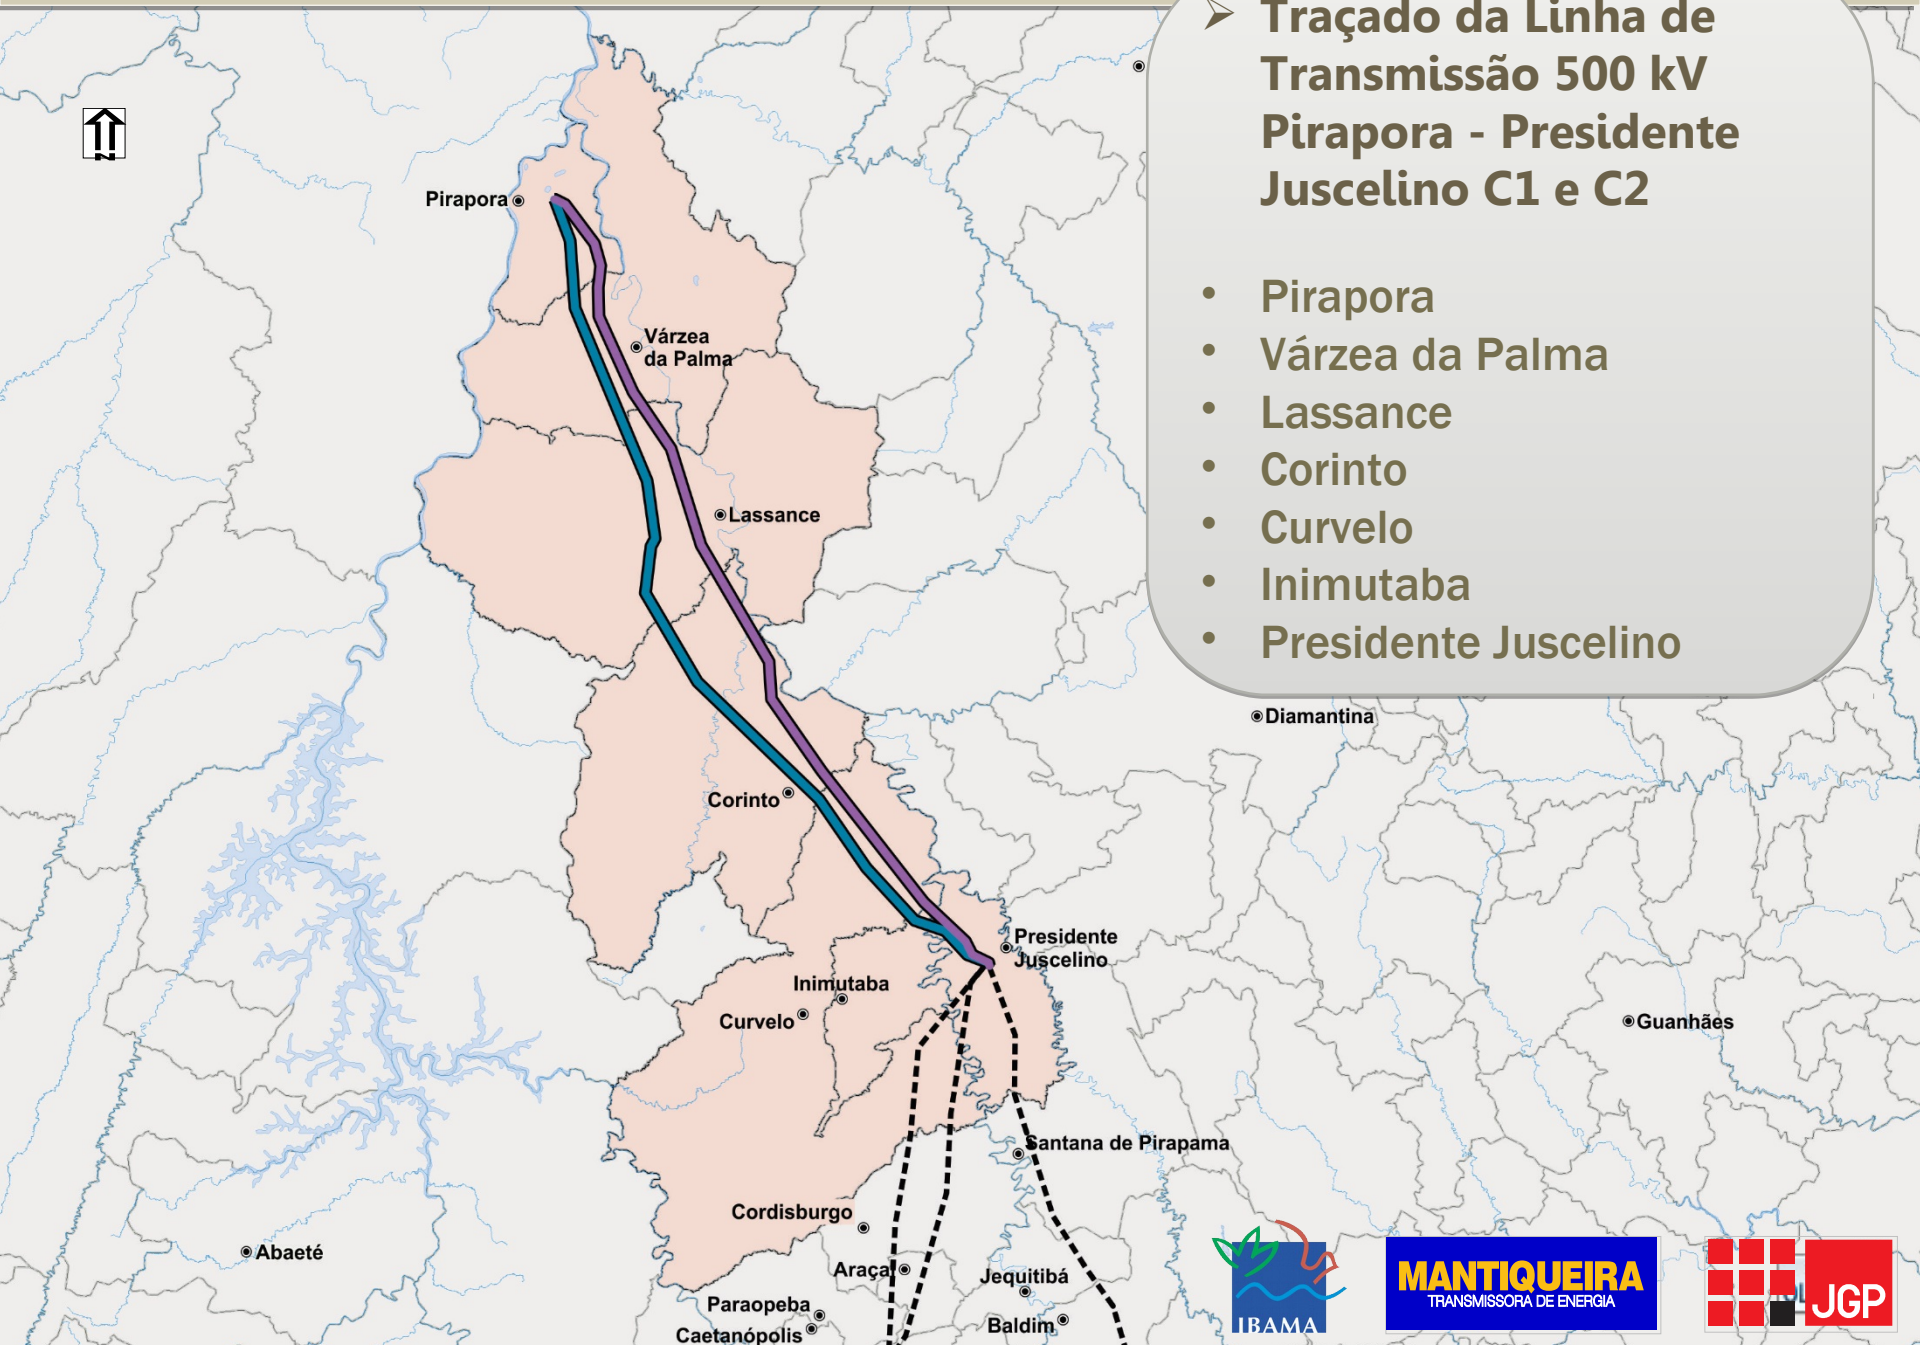 ➢ Traçado da Linha de
Transmissão 500 kV
Pirapora - Presidente
Juscelino C1 e C2
• Pirapora
• Várzea da Palma
• Lassance
• Corinto
• Curvelo
• Inimutaba
• Presidente Juscelino
N
Pirapora
Várzea
da Palma
Lassance
Diamantina
Corinto
Presidente
Juscelino
Inimutaba
Curvelo
Guanhães
Santana de Pirapama
Cordisburgo
Abaeté
Araçaí
Jequitibá
Paraopeba
Baldim
Caetanópolis
IBAMA
MANTIQUEIRA
TRANSMISSORA DE ENERGIA
JGP